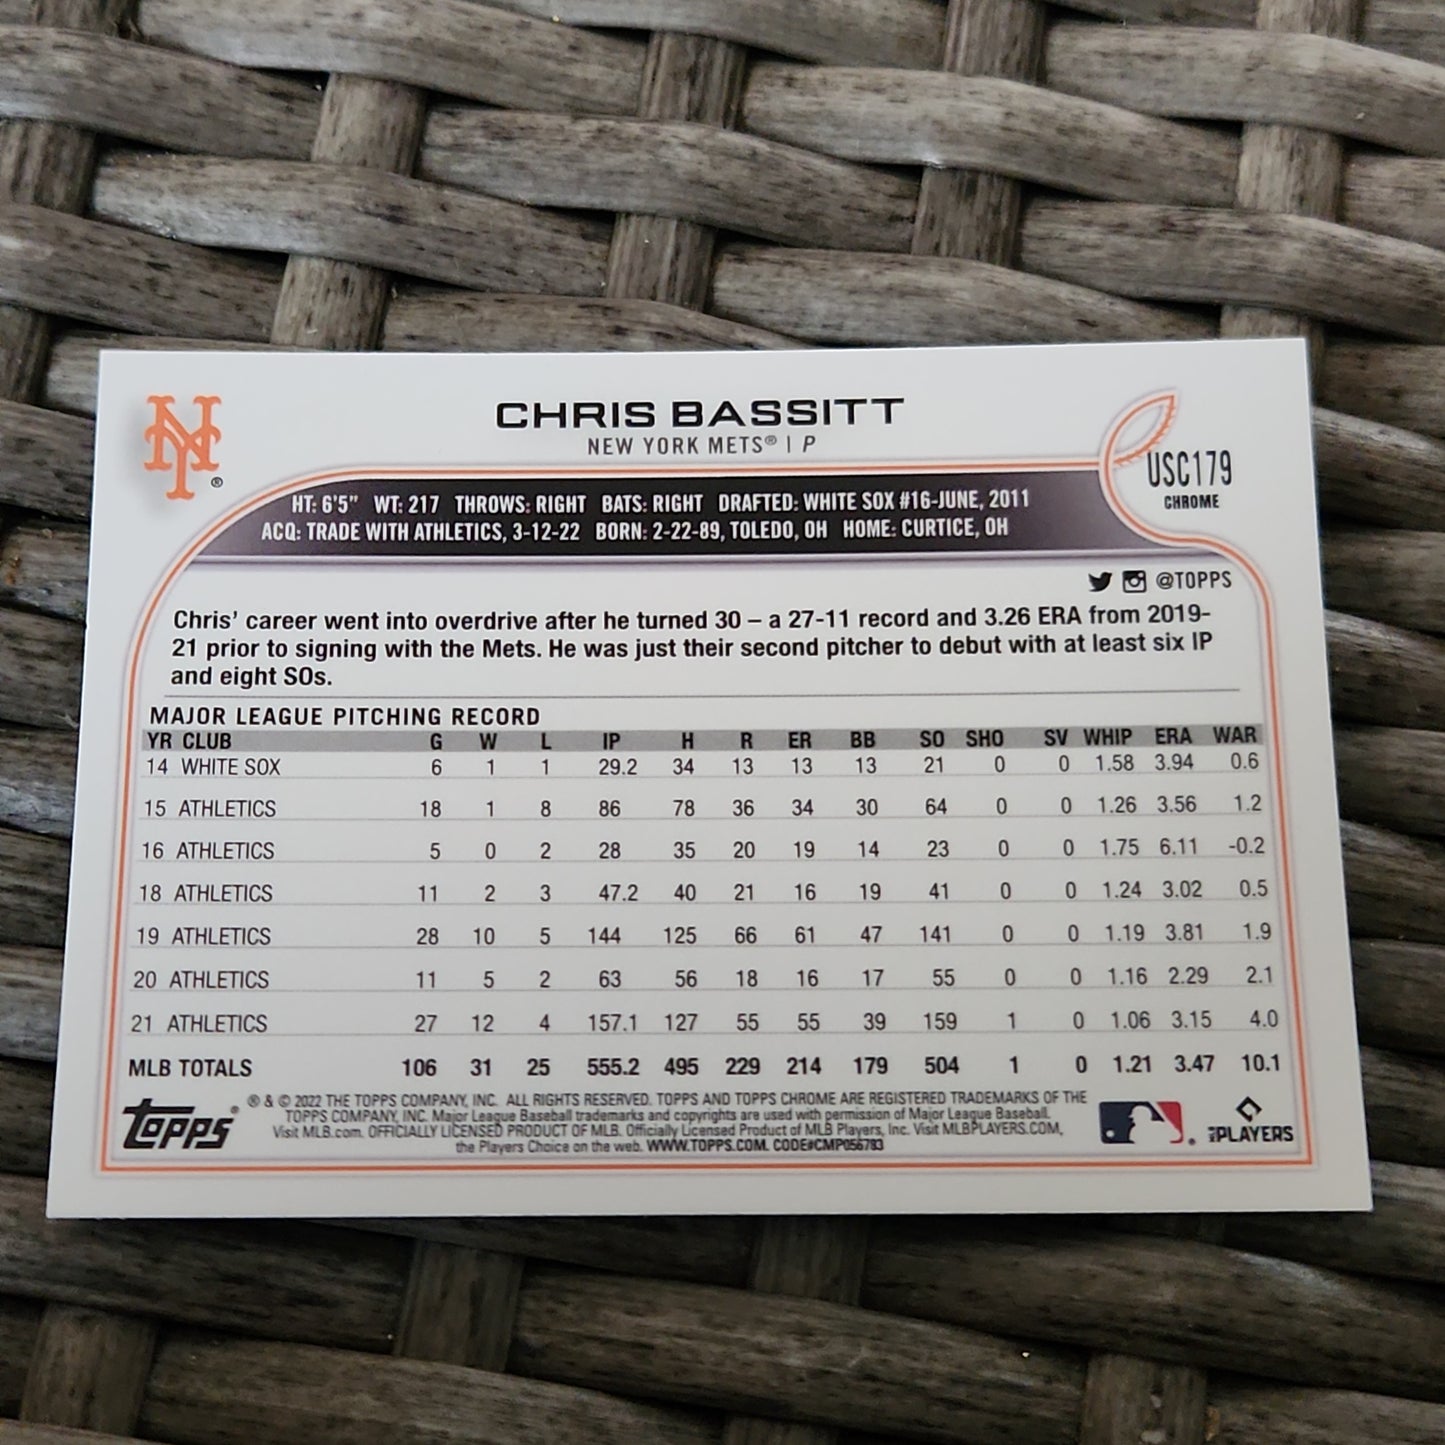 NY ®
CHRIS BASSITT
NEW YORK METS® | P
USC179
CHROME
HT: 6'5" WT: 217 THROWS: RIGHT BATS: RIGHT DRAFTED: WHITE SOX #16-JUNE, 2011
ACQ: TRADE WITH ATHLETICS, 3-12-22 BORN: 2-22-89, TOLEDO, OH HOME: CURTICE, OH
@TOPPS
Chris' career went into overdrive after he turned 30 – a 27-11 record and 3.26 ERA from 2019-
21 prior to signing with the Mets. He was just their second pitcher to debut with at least six IP
and eight SOs.
MAJOR LEAGUE PITCHING RECORD
YR CLUB G W L IP H R ER BB SO SHO SV WHIP ERA WAR
14 WHITE SOX 6 1 1 29.2 34 13 13 13 21 0 0 1.58 3.94 0.6
15 ATHLETICS 18 1 8 86 78 36 34 30 64 0 0 1.26 3.56 1.2
16 ATHLETICS 5 0 2 28 35 20 19 14 23 0 0 1.75 6.11 -0.2
18 ATHLETICS 11 2 3 47.2 40 21 16 19 41 0 0 1.24 3.02 0.5
19 ATHLETICS 28 10 5 144 125 66 61 47 141 0 0 1.19 3.81 1.9
20 ATHLETICS 11 5 2 63 56 18 16 17 55 0 0 1.16 2.29 2.1
21 ATHLETICS 27 12 4 157.1 127 55 55 39 159 1 0 1.06 3.15 4.0
MLB TOTALS 106 31 25 555.2 495 229 214 179 504 1 0 1.21 3.47 10.1
topps®
® & © 2022 THE TOPPS COMPANY, INC. ALL RIGHTS RESERVED. TOPPS AND TOPPS CHROME ARE REGISTERED TRADEMARKS OF THE
TOPPS COMPANY, INC. Major League Baseball trademarks and copyrights are used with permission of Major League Baseball.
Visit MLB.com. OFFICIALLY LICENSED PRODUCT OF MLB. Officially Licensed Product of MLB Players, Inc. Visit MLBPLAYERS.COM,
the Players Choice on the web. WWW.TOPPS.COM. CODE#CMP056783
PLAYERS